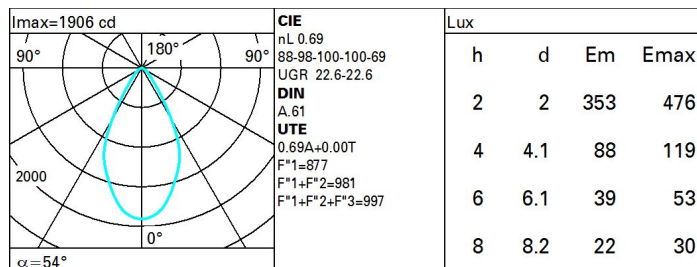 Imax=1906 cd
90°
180°
90°
2000
0°
α=54°
CIE
nL 0.69
88-98-100-100-69
UGR 22.6-22.6
DIN
A.61
UTE
0.69A+0.00T
F"1=877
F"1+F"2=981
F"1+F"2+F"3=997
Lux
h d Em Emax
2 2 353 476
4 4.1 88 119
6 6.1 39 53
8 8.2 22 30